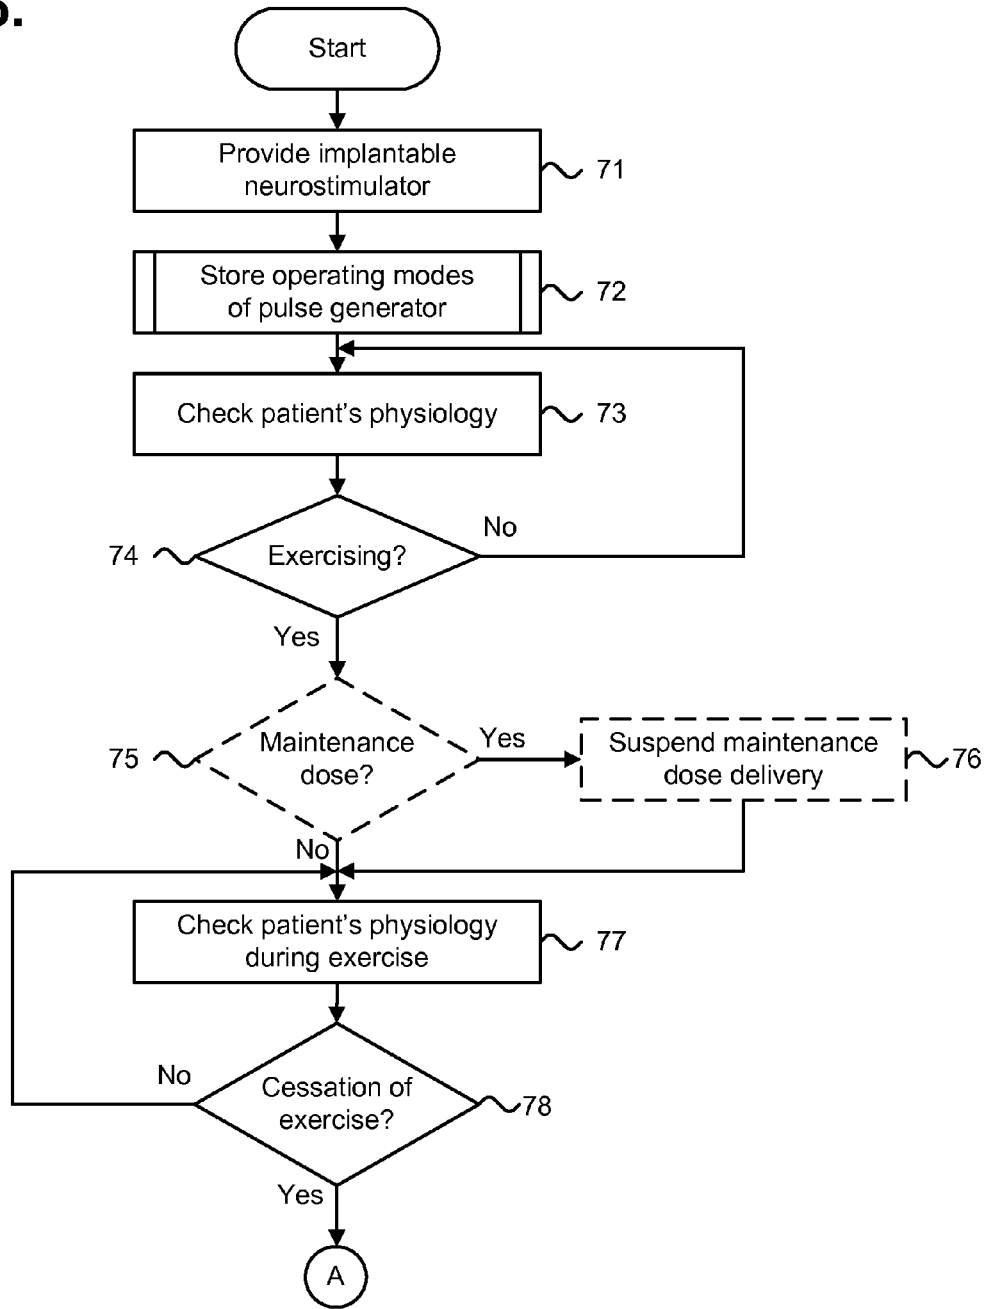 Start
Provide implantable
neurostimulator
71
Store operating modes
of pulse generator
72
Check patient's physiology
73
74
Exercising?
No
Yes
75
Maintenance
dose?
Yes
Suspend maintenance
dose delivery
76
No
Check patient's physiology
during exercise
77
No
Cessation of
exercise?
78
Yes
A